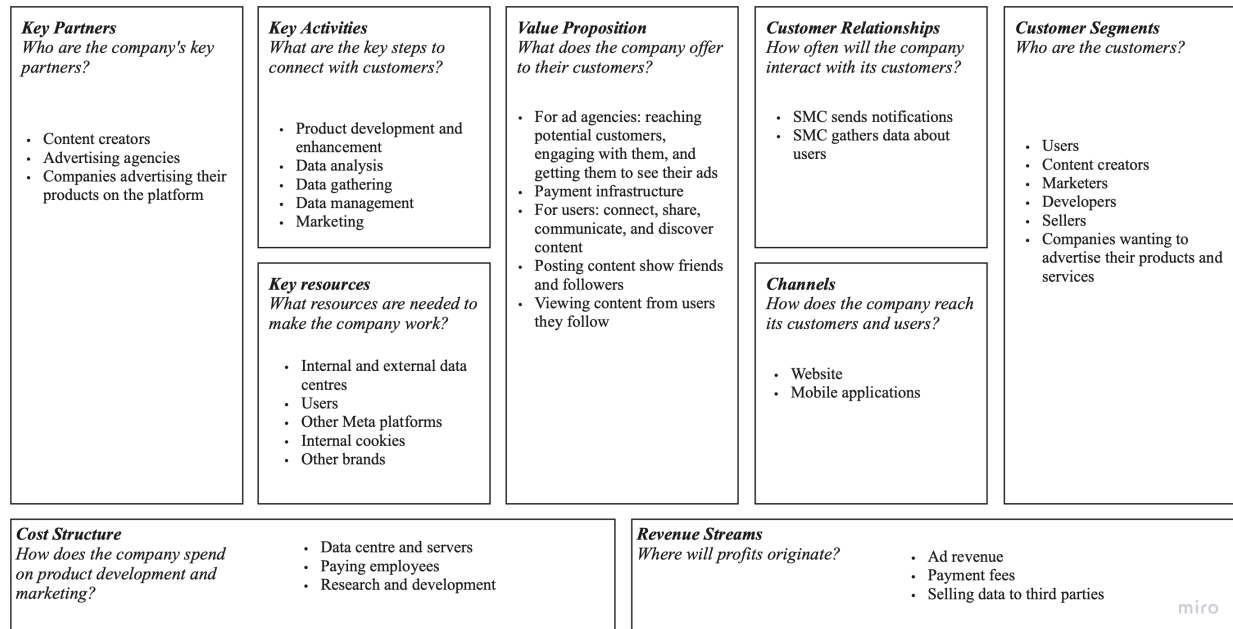 Key Partners
Who are the company's key
partners?
• Content creators
• Advertising agencies
• Companies advertising their
products on the platform
Key Activities
What are the key steps to
connect with customers?
• Product development and
enhancement
• Data analysis
• Data gathering
• Data management
• Marketing
Key resources
What resources are needed to
make the company work?
• Internal and external data
centres
• Users
• Other Meta platforms
• Internal cookies
• Other brands
Value Proposition
What does the company offer
to their customers?
• For ad agencies: reaching
potential customers,
engaging with them, and
getting them to see their ads
• Payment infrastructure
• For users: connect, share,
communicate, and discover
content
• Posting content show friends
and followers
• Viewing content from users
they follow
Customer Relationships
How often will the company
interact with its customers?
• SMC sends notifications
• SMC gathers data about
users
Channels
How does the company reach
its customers and users?
• Website
• Mobile applications
Customer Segments
Who are the customers?
• Users
• Content creators
• Marketers
• Developers
• Sellers
• Companies wanting to
advertise their products and
services
Cost Structure
How does the company spend
on product development and
marketing?
• Data centre and servers
• Paying employees
• Research and development
Revenue Streams
Where will profits originate?
• Ad revenue
• Payment fees
• Selling data to third parties
miro